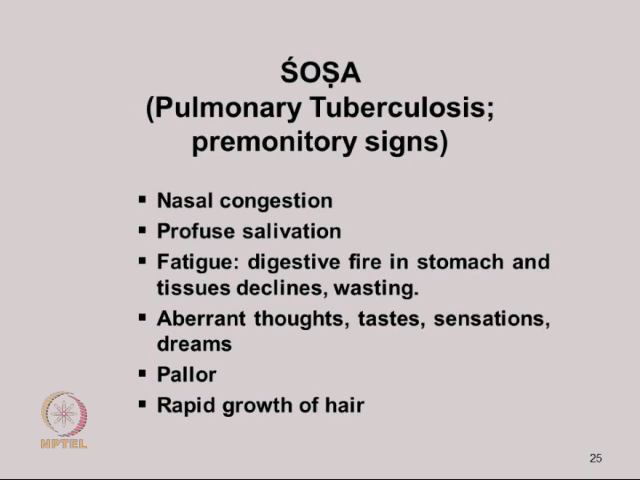 ŚOṢA
(Pulmonary Tuberculosis;
premonitory signs)
▪ Nasal congestion
▪ Profuse salivation
▪ Fatigue: digestive fire in stomach and
tissues declines, wasting.
▪ Aberrant thoughts, tastes, sensations,
dreams
▪ Pallor
▪ Rapid growth of hair
NPTEL
25